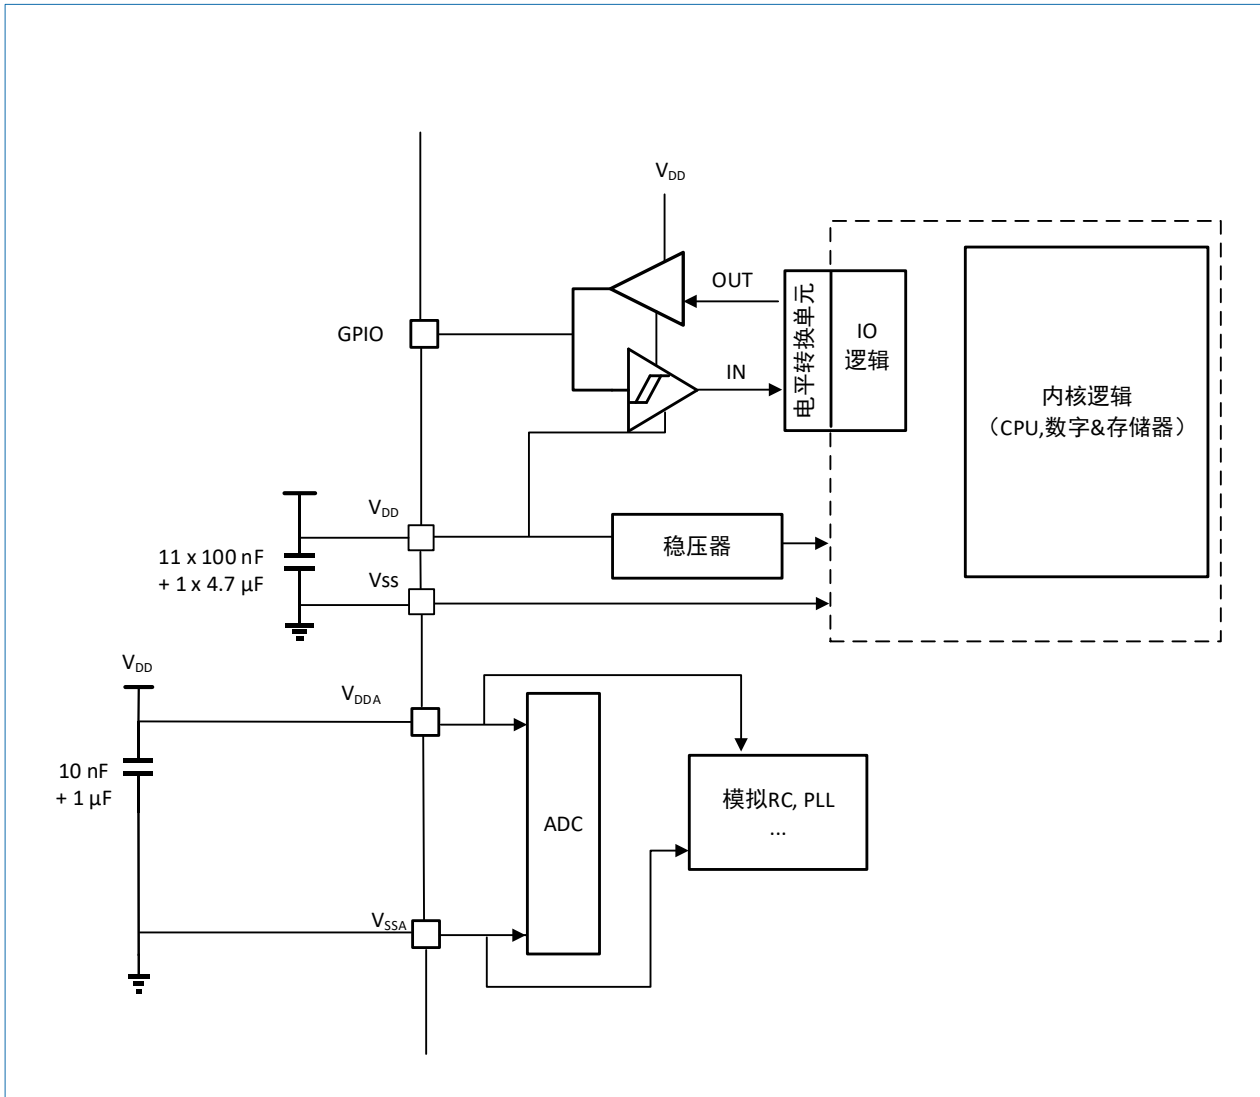 VDD
OUT
GPIO
电平转换单元
IO
逻辑
IN
内核逻辑
（CPU,数字&存储器）
VDD
稳压器
11 x 100 nF
+ 1 x 4.7 µF
Vss
VDD
VDDA
10 nF
+ 1 µF
ADC
模拟RC, PLL
...
VSSA